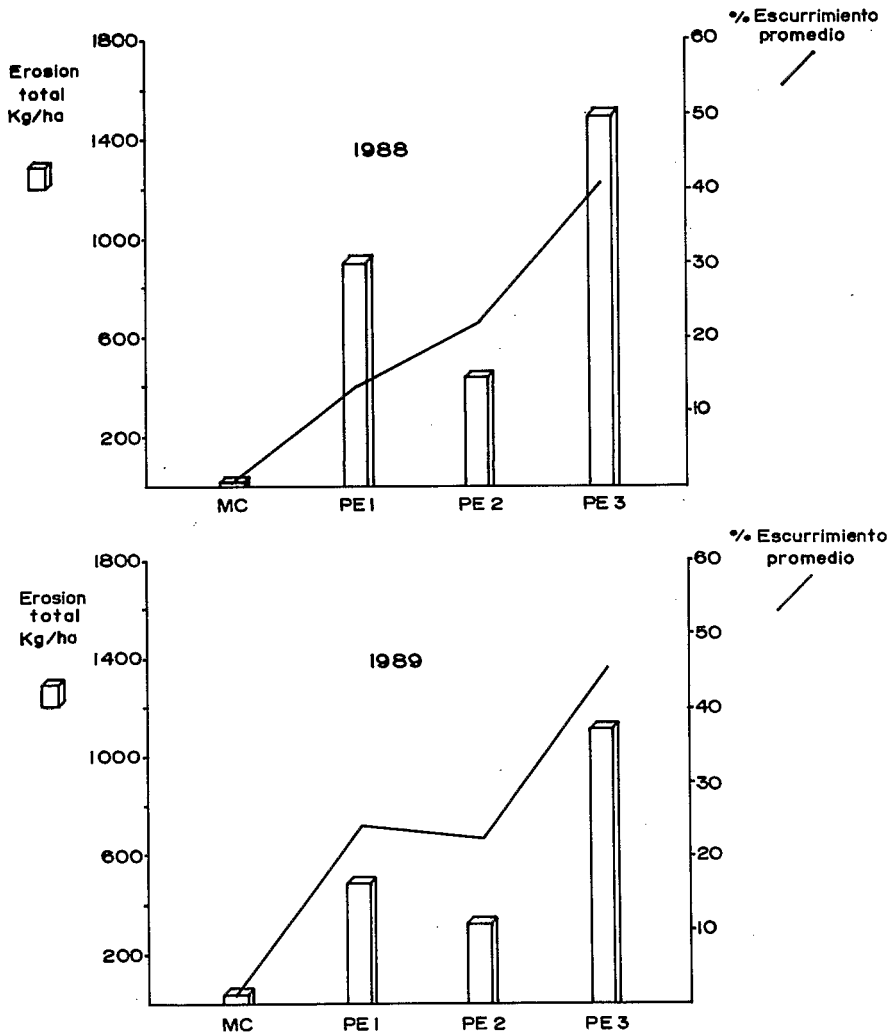 % Escurrimiento
promedio
Erosion
total
Kg/ha
1800
1400
1000
600
200
1988
60
50
40
30
20
10
MC
PE1
PE 2
PE 3
% Escurrimiento
promedio
Erosion
total
Kg/ha
1800
1400
1000
600
200
1989
60
50
40
30
20
10
MC
PE 1
PE 2
PE 3